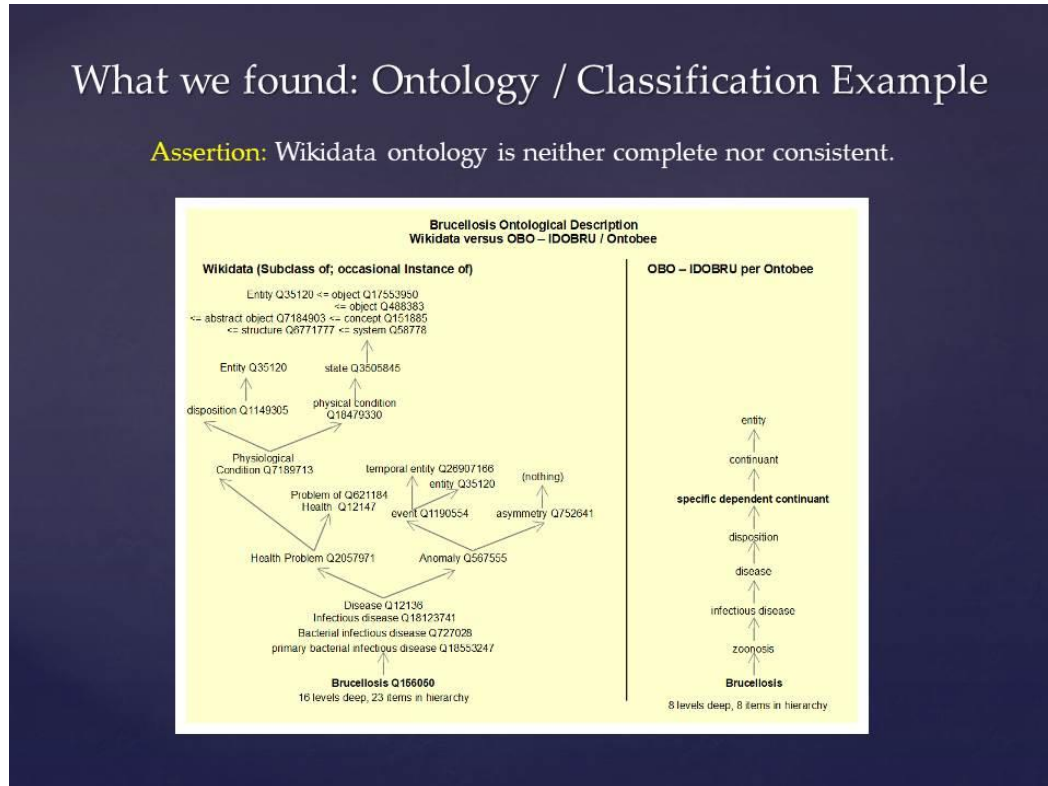 What we found: Ontology / Classification Example
Assertion: Wikidata ontology is neither complete nor consistent.
Brucellosis Ontological Description
Wikidata versus OBO – IDOBRU / Ontobee
Wikidata (Subclass of; occasional Instance of)
Entity Q35120 <= object Q17553950
<= object Q488383
<= abstract object Q7184903 <= concept Q151885
<= structure Q6771777 <= system Q58778
Entity Q35120
state Q3505845
disposition Q1149305
physical condition
Q18479330
Physiological
Condition Q7189713
temporal entity Q26907166
entity Q35120
(nothing)
Problem of Q621184
Health Q12147
event Q1190554
asymmetry Q752641
Health Problem Q2057971
Anomaly Q567555
Disease Q12136
Infectious disease Q18123741
Bacterial infectious disease Q727028
primary bacterial infectious disease Q18553247
Brucellosis Q156050
16 levels deep, 23 items in hierarchy
OBO – IDOBRU per Ontobee
entity
continuant
specific dependent continuant
disposition
disease
infectious disease
zoonosis
Brucellosis
8 levels deep, 8 items in hierarchy